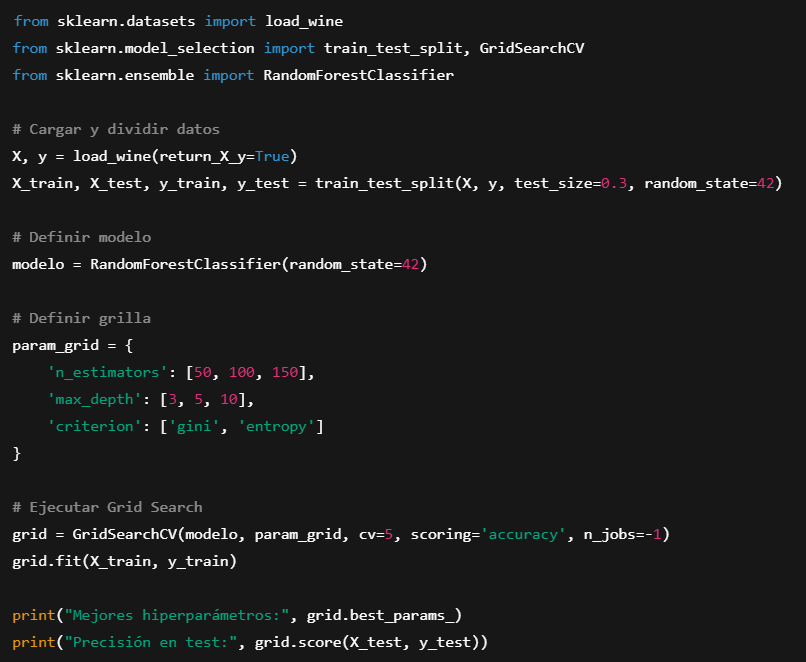 from sklearn.datasets import load_wine
from sklearn.model_selection import train_test_split, GridSearchCV
from sklearn.ensemble import RandomForestClassifier

# Cargar y dividir datos
X, y = load_wine(return_X_y=True)
X_train, X_test, y_train, y_test = train_test_split(X, y, test_size=0.3, random_state=42)

# Definir modelo
modelo = RandomForestClassifier(random_state=42)

# Definir grilla
param_grid = {
    'n_estimators': [50, 100, 150],
    'max_depth': [3, 5, 10],
    'criterion': ['gini', 'entropy']
}

# Ejecutar Grid Search
grid = GridSearchCV(modelo, param_grid, cv=5, scoring='accuracy', n_jobs=-1)
grid.fit(X_train, y_train)

print("Mejores hiperparámetros:", grid.best_params_)
print("Precisión en test:", grid.score(X_test, y_test))